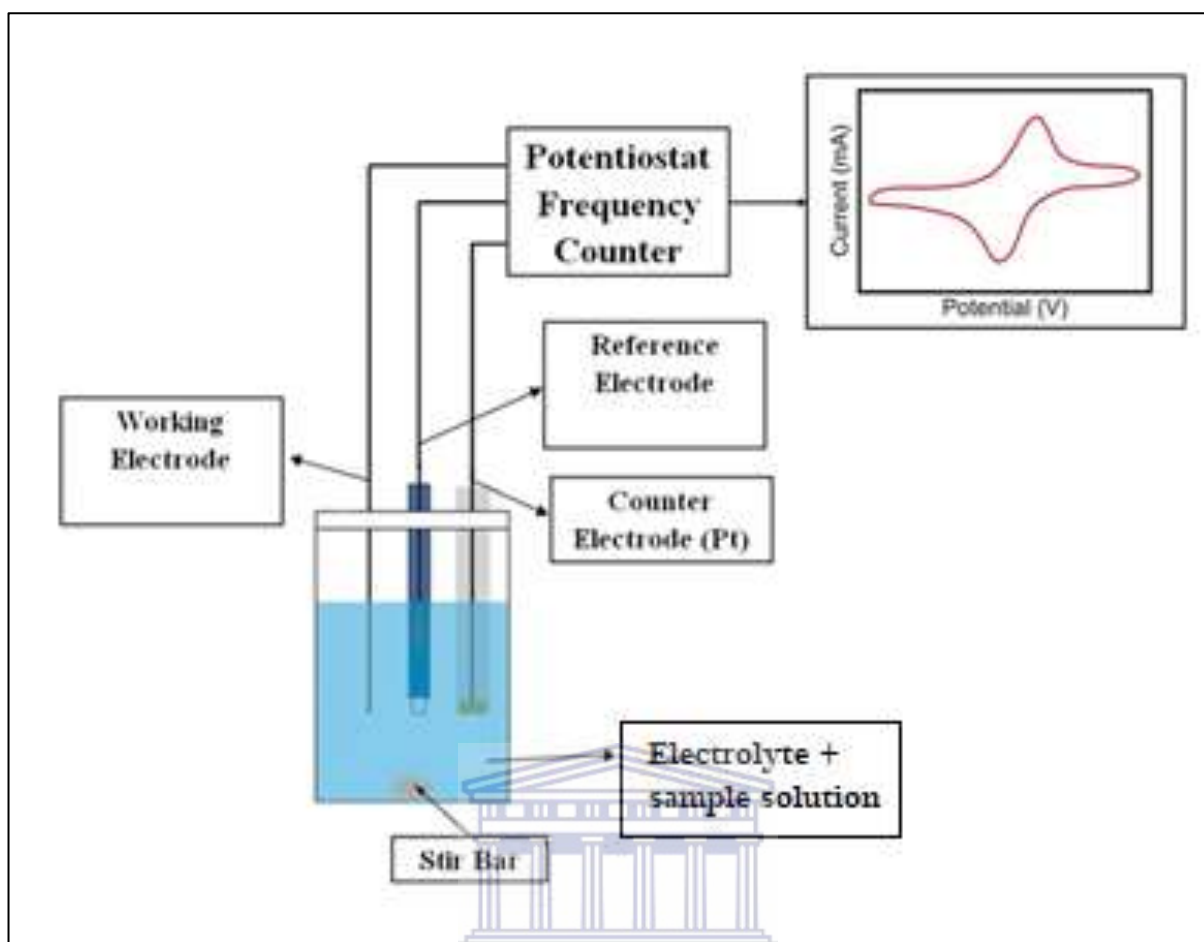 Potentiostat
Frequency
Counter
Current (mA)
Potential (V)
Reference
Electrode
Working
Electrode
Counter
Electrode (Pt)
Electrolyte +
sample solution
Stir Bar